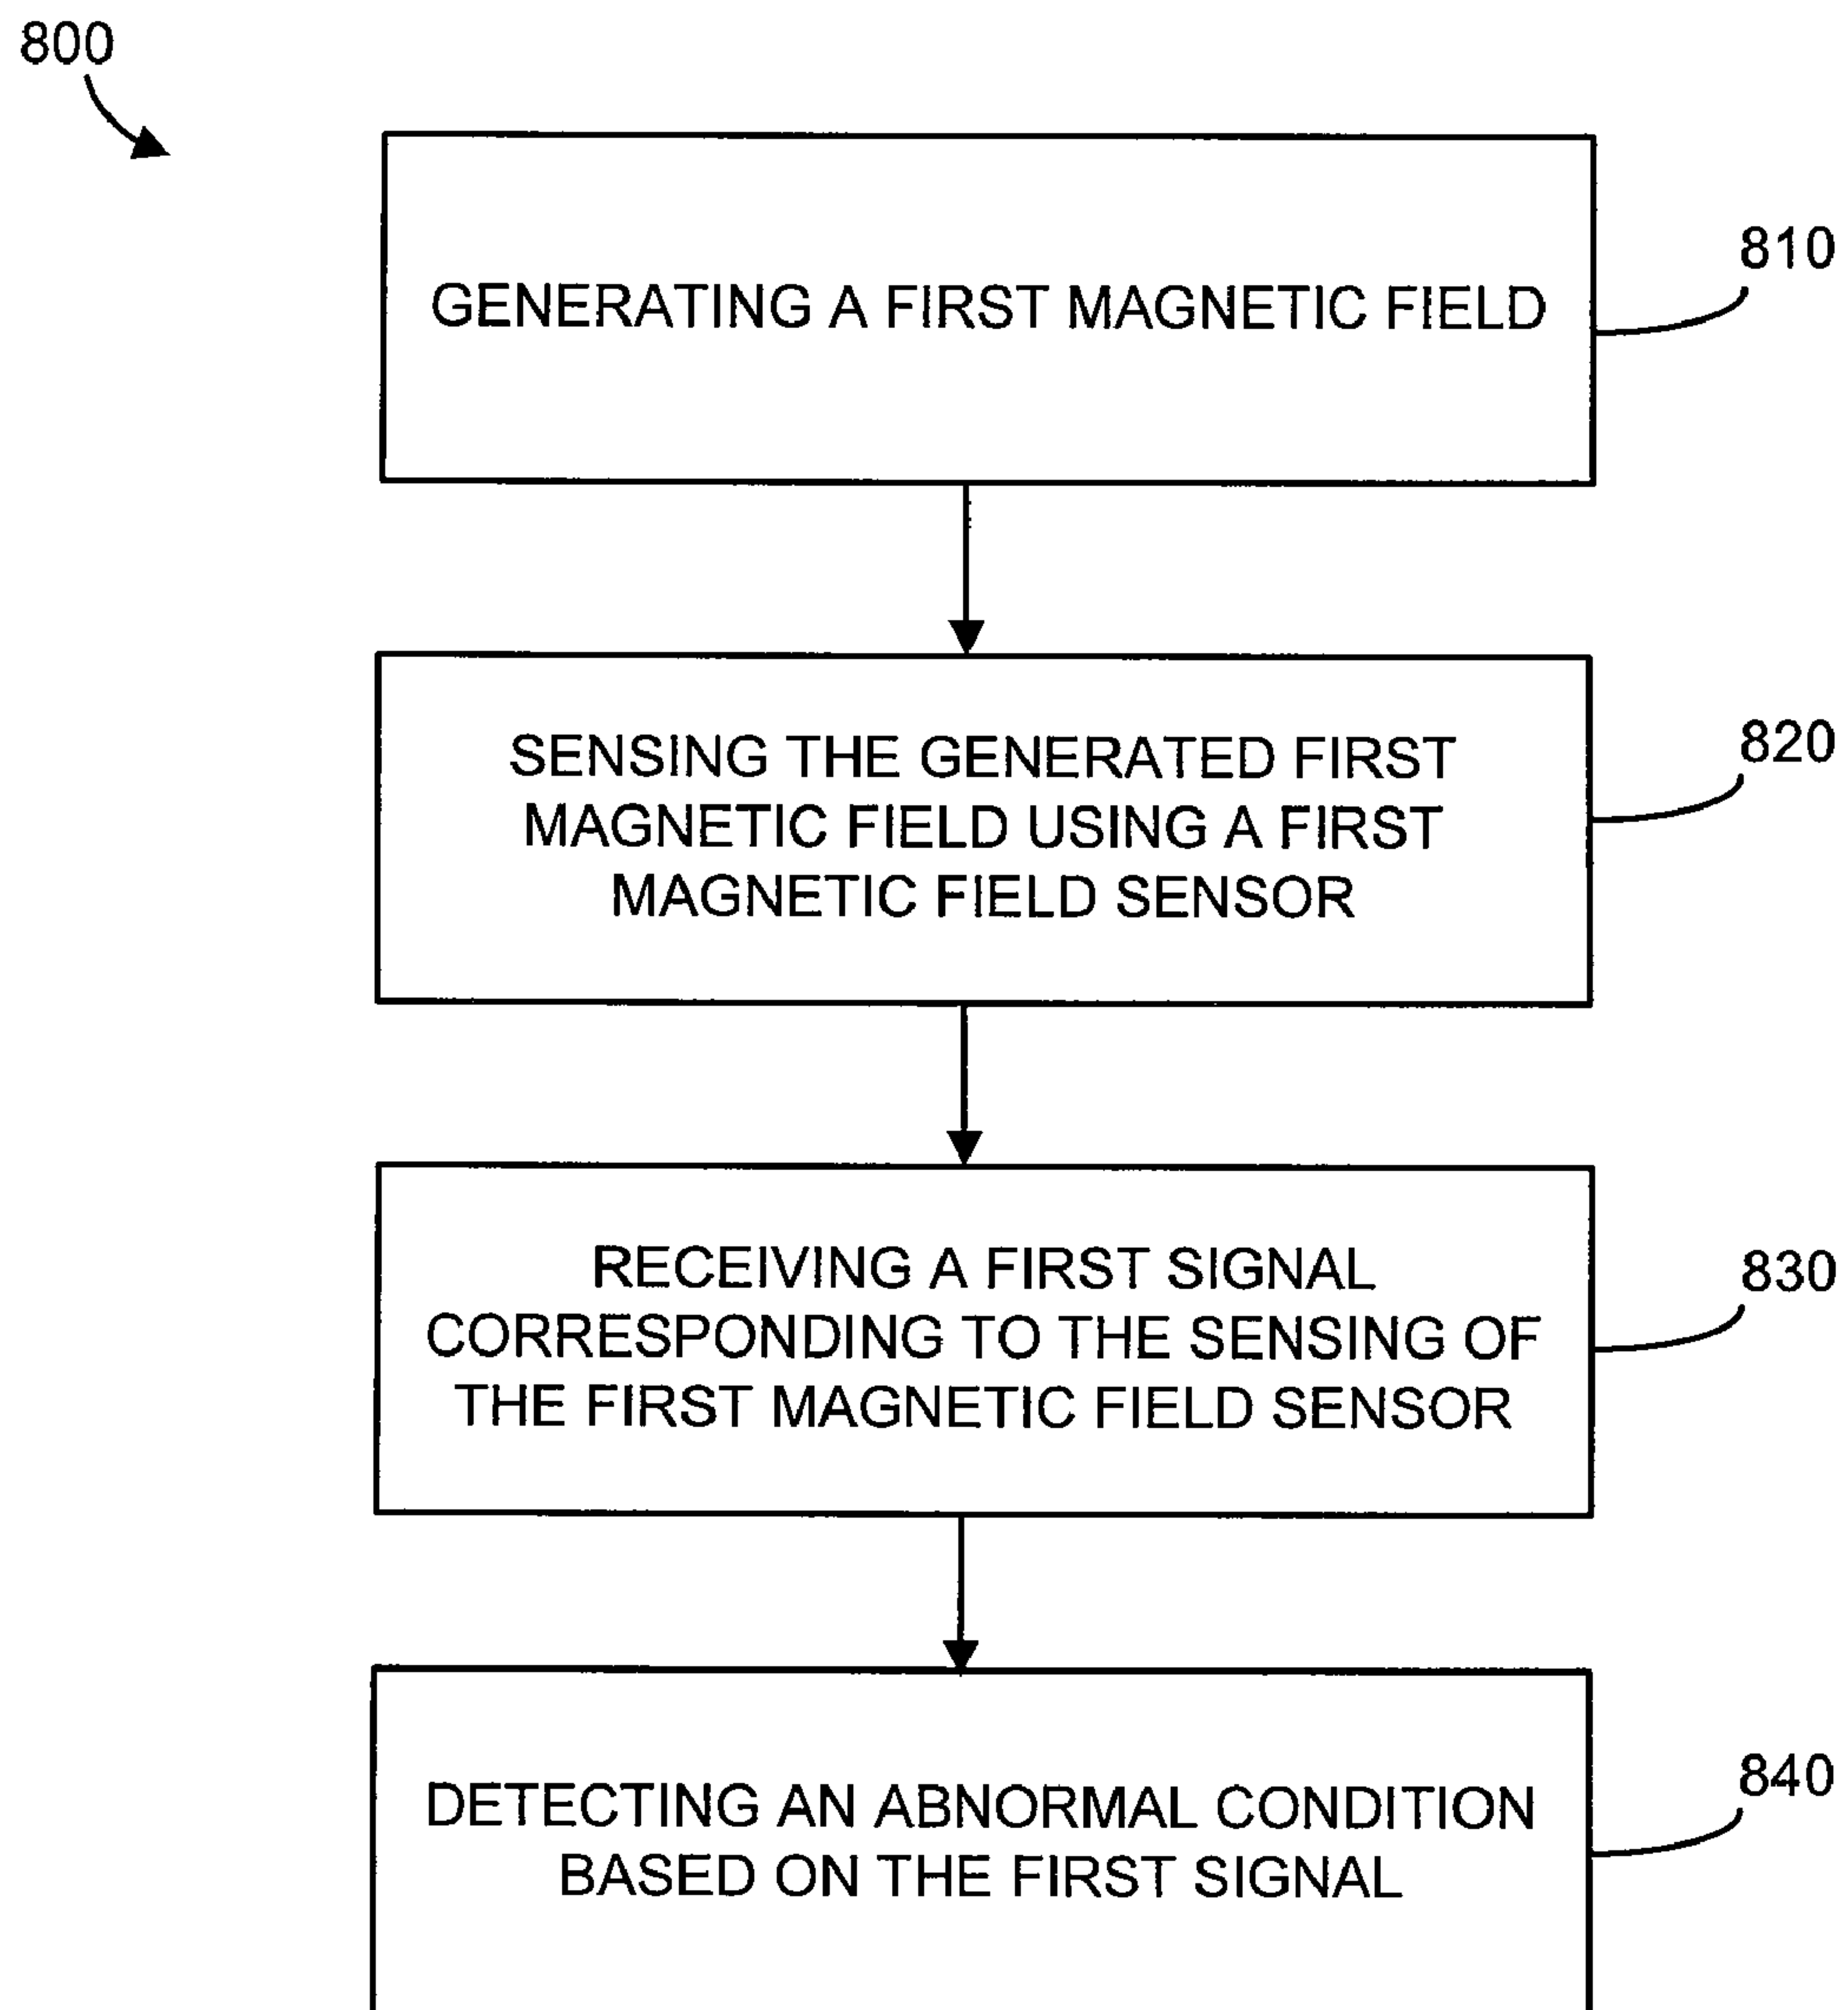 800
GENERATING A FIRST MAGNETIC FIELD
810
SENSING THE GENERATED FIRST
MAGNETIC FIELD USING A FIRST
MAGNETIC FIELD SENSOR
820
RECEIVING A FIRST SIGNAL
CORRESPONDING TO THE SENSING OF
THE FIRST MAGNETIC FIELD SENSOR
830
DETECTING AN ABNORMAL CONDITION
BASED ON THE FIRST SIGNAL
840